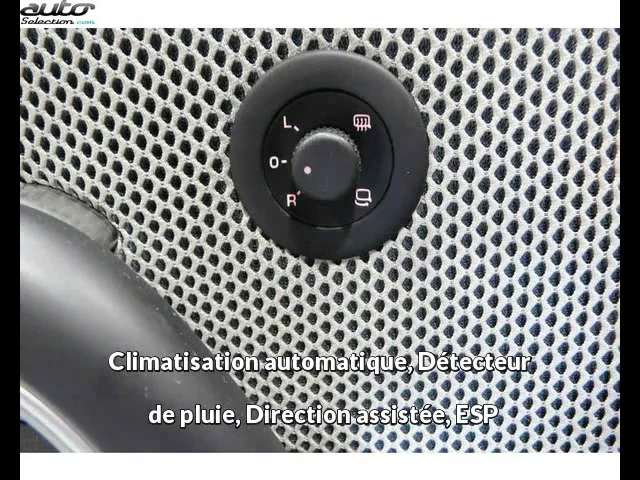 auto
Selection.com
L
O
R
Climatisation automatique, Détecteur
de pluie, Direction assistée, ESP